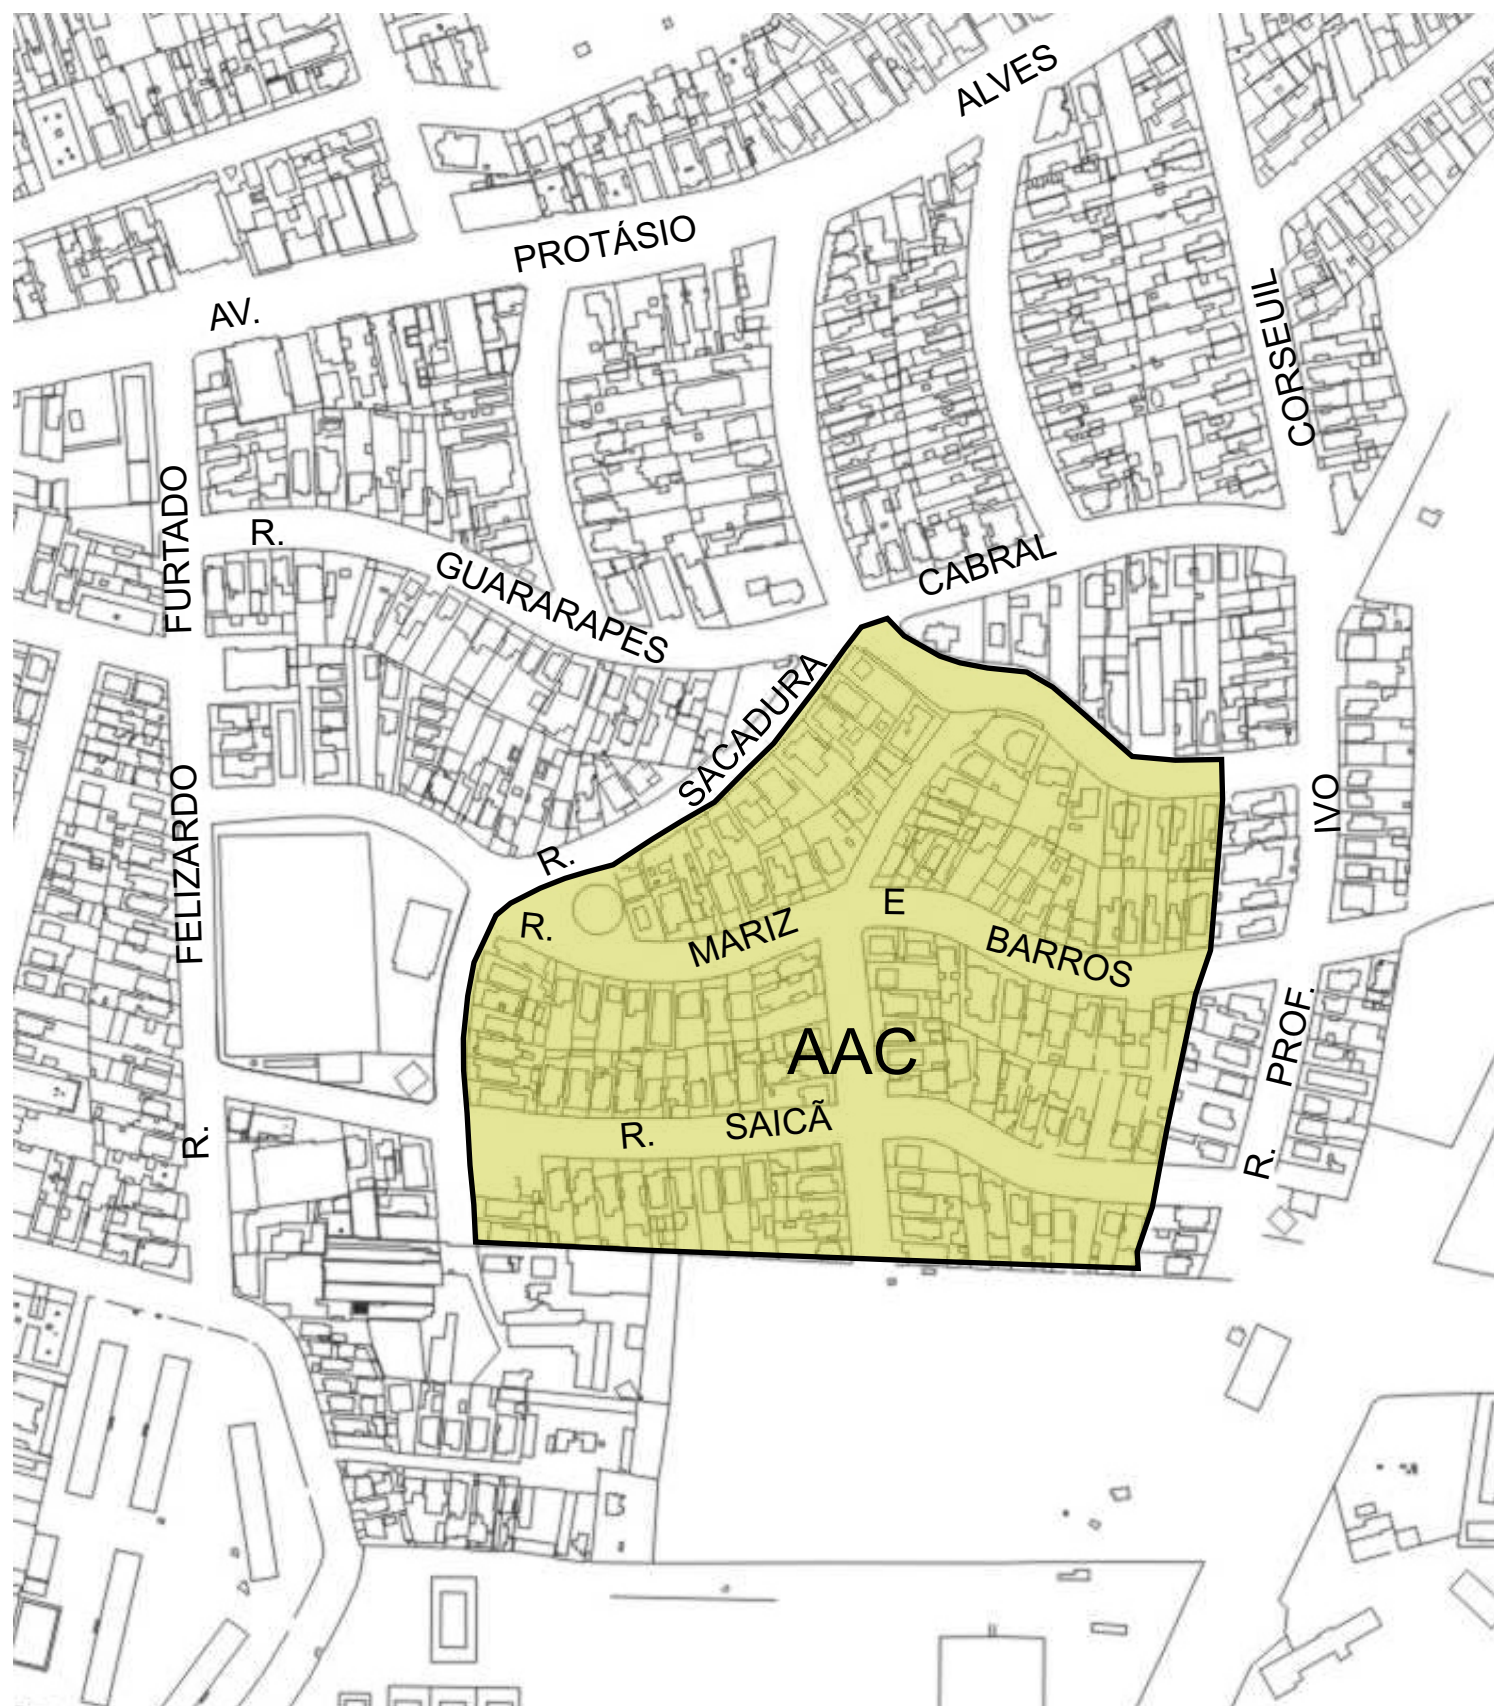 AV. PROTÁSIO ALVES
R. GUARARAPES
R. SACADURA CABRAL
R. FELIZARDO FURTADO
R. PROF. IVO CORSEUIL
R. MARIZ E BARROS
AAC
R. SAICÃ